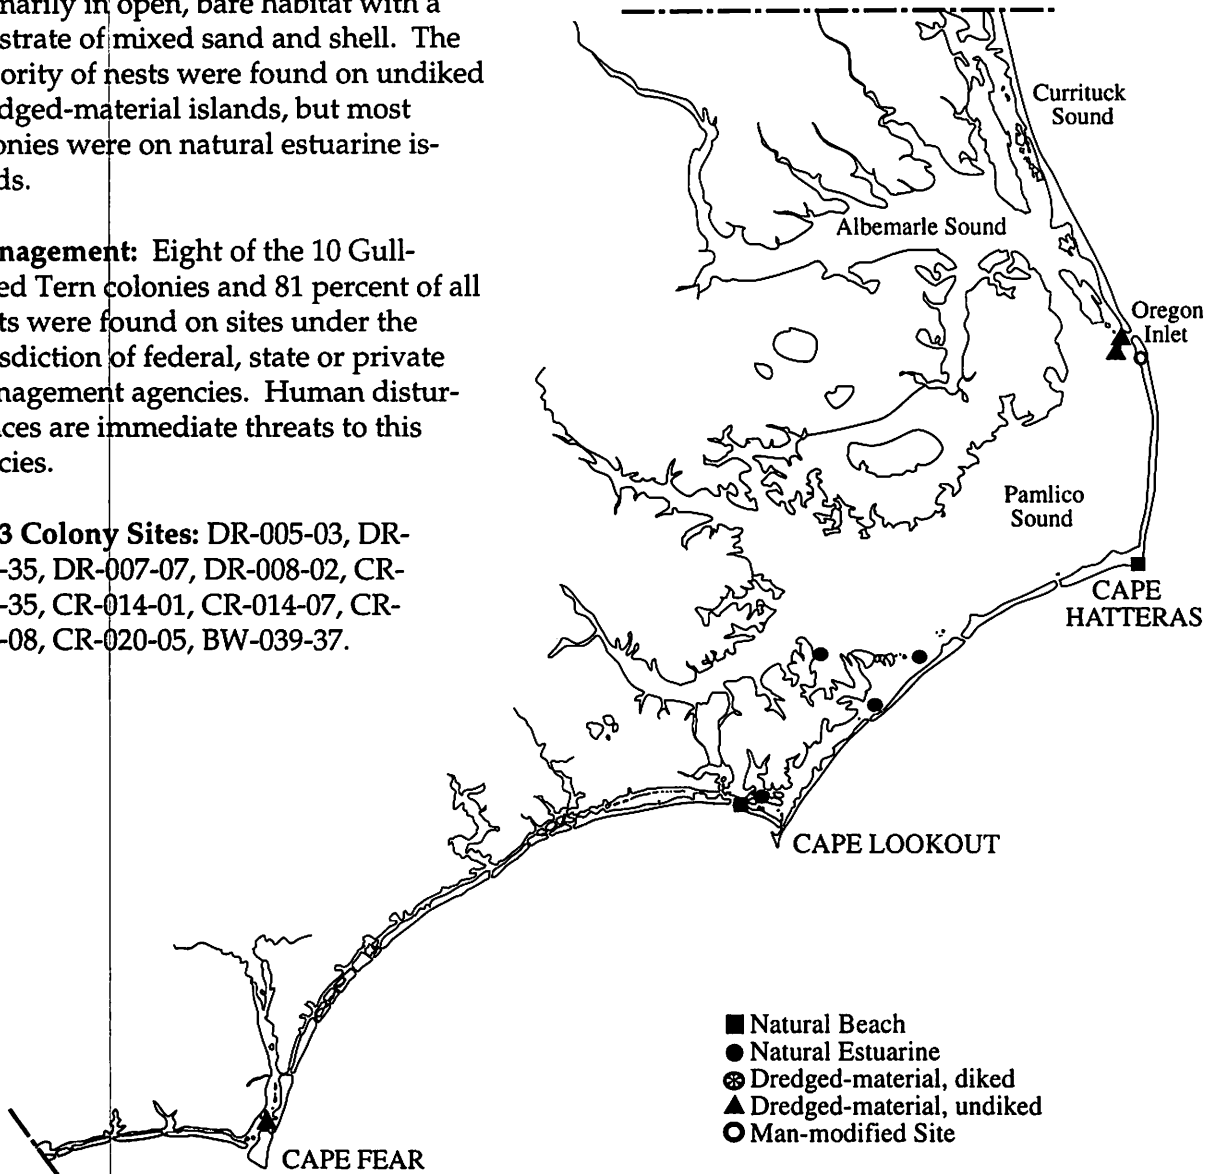 narily in open, bare habitat with a
strate of mixed sand and shell. The
ority of nests were found on undiked
dged-material islands, but most
onies were on natural estuarine is-
ds.
nagement: Eight of the 10 Gull-
ed Tern colonies and 81 percent of all
ts were found on sites under the
sdiction of federal, state or private
nagement agencies. Human distur-
ces are immediate threats to this
cies.
3 Colony Sites: DR-005-03, DR-
-35, DR-007-07, DR-008-02, CR-
-35, CR-014-01, CR-014-07, CR-
-08, CR-020-05, BW-039-37.
Currituck
Sound
Albemarle Sound
Oregon
Inlet
Pamlico
Sound
CAPE
HATTERAS
CAPE LOOKOUT
CAPE FEAR
Natural Beach
Natural Estuarine
Dredged-material, diked
Dredged-material, undiked
Man-modified Site